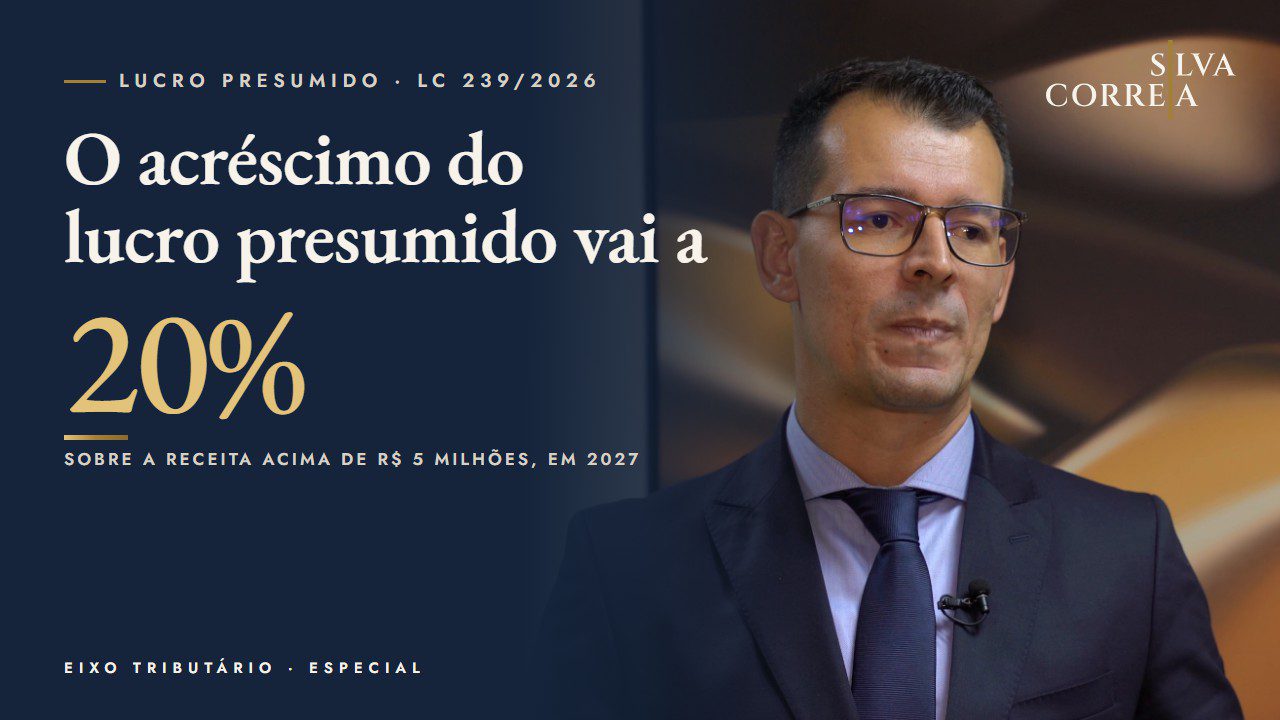 LUCRO PRESUMIDO · LC 239/2026
SILVA
CORREIA
O acréscimo do
lucro presumido vai a
20%
SOBRE A RECEITA ACIMA DE R$ 5 MILHÕES, EM 2027
EIXO TRIBUTÁRIO · ESPECIAL